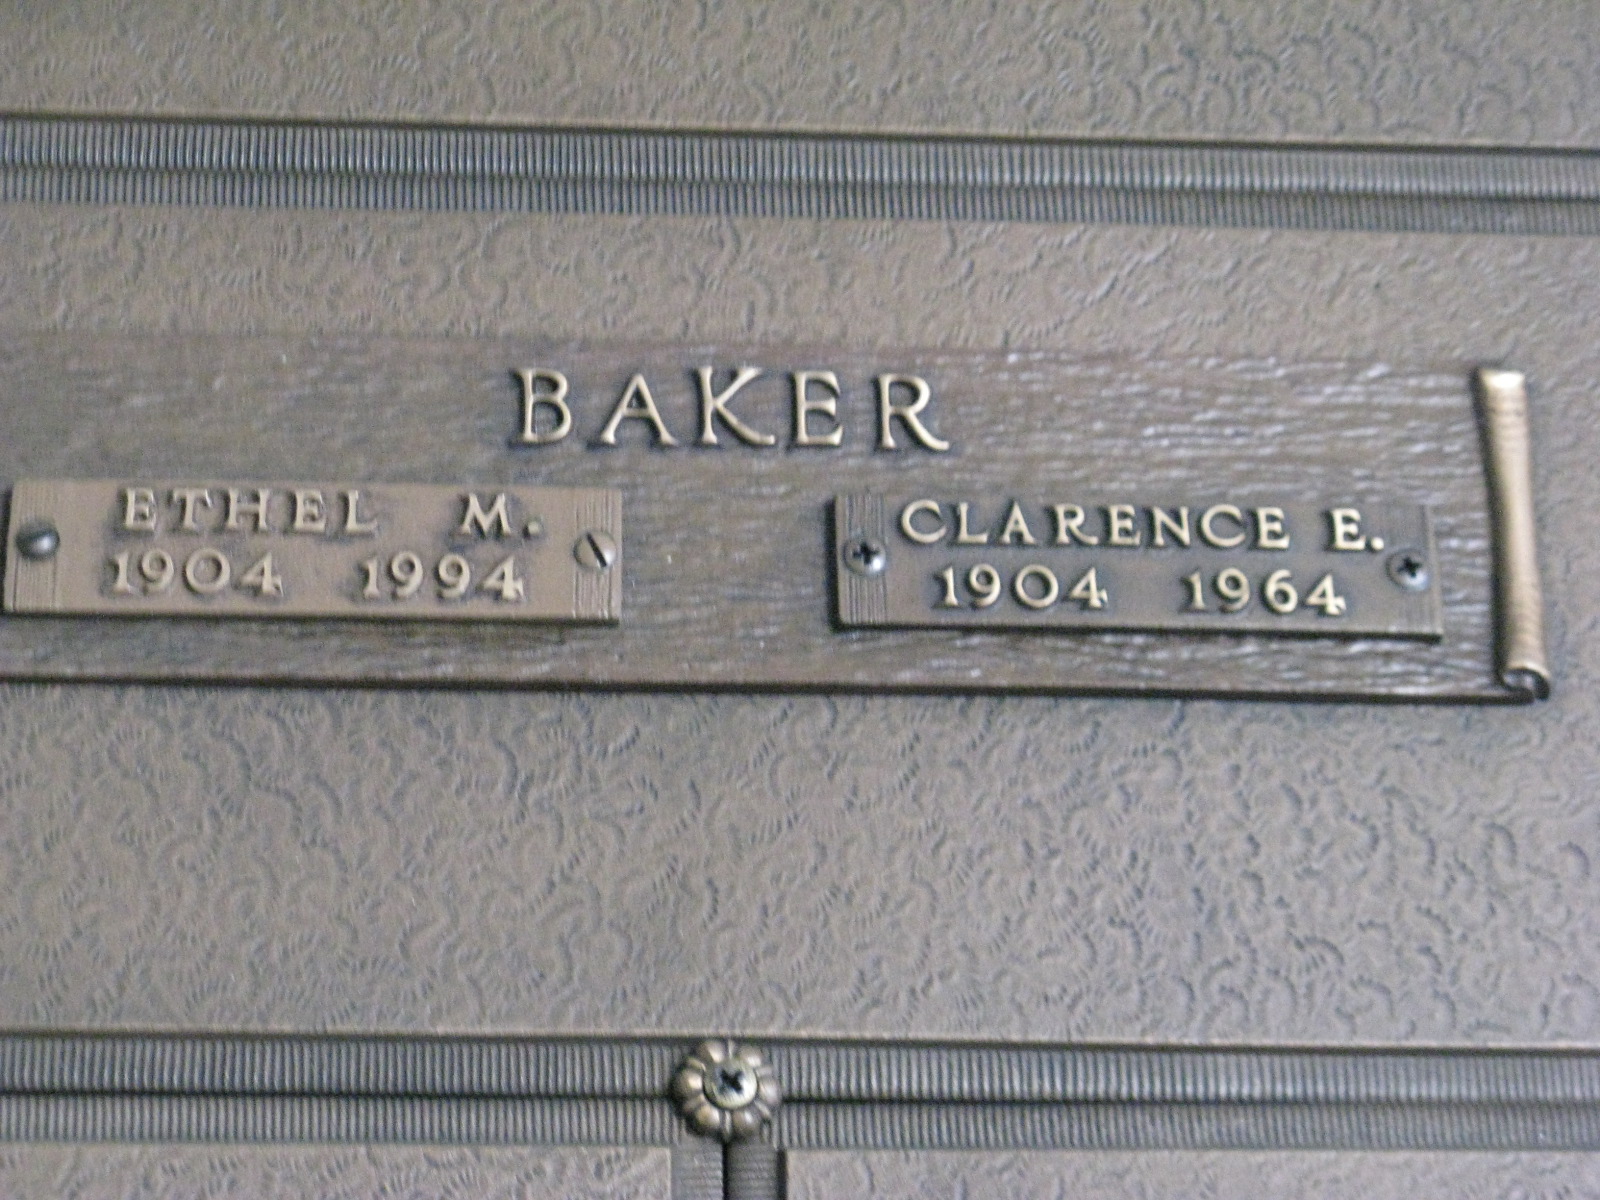 BAKER
ETHEL M.
1904 1994
CLARENCE E.
1904 1964